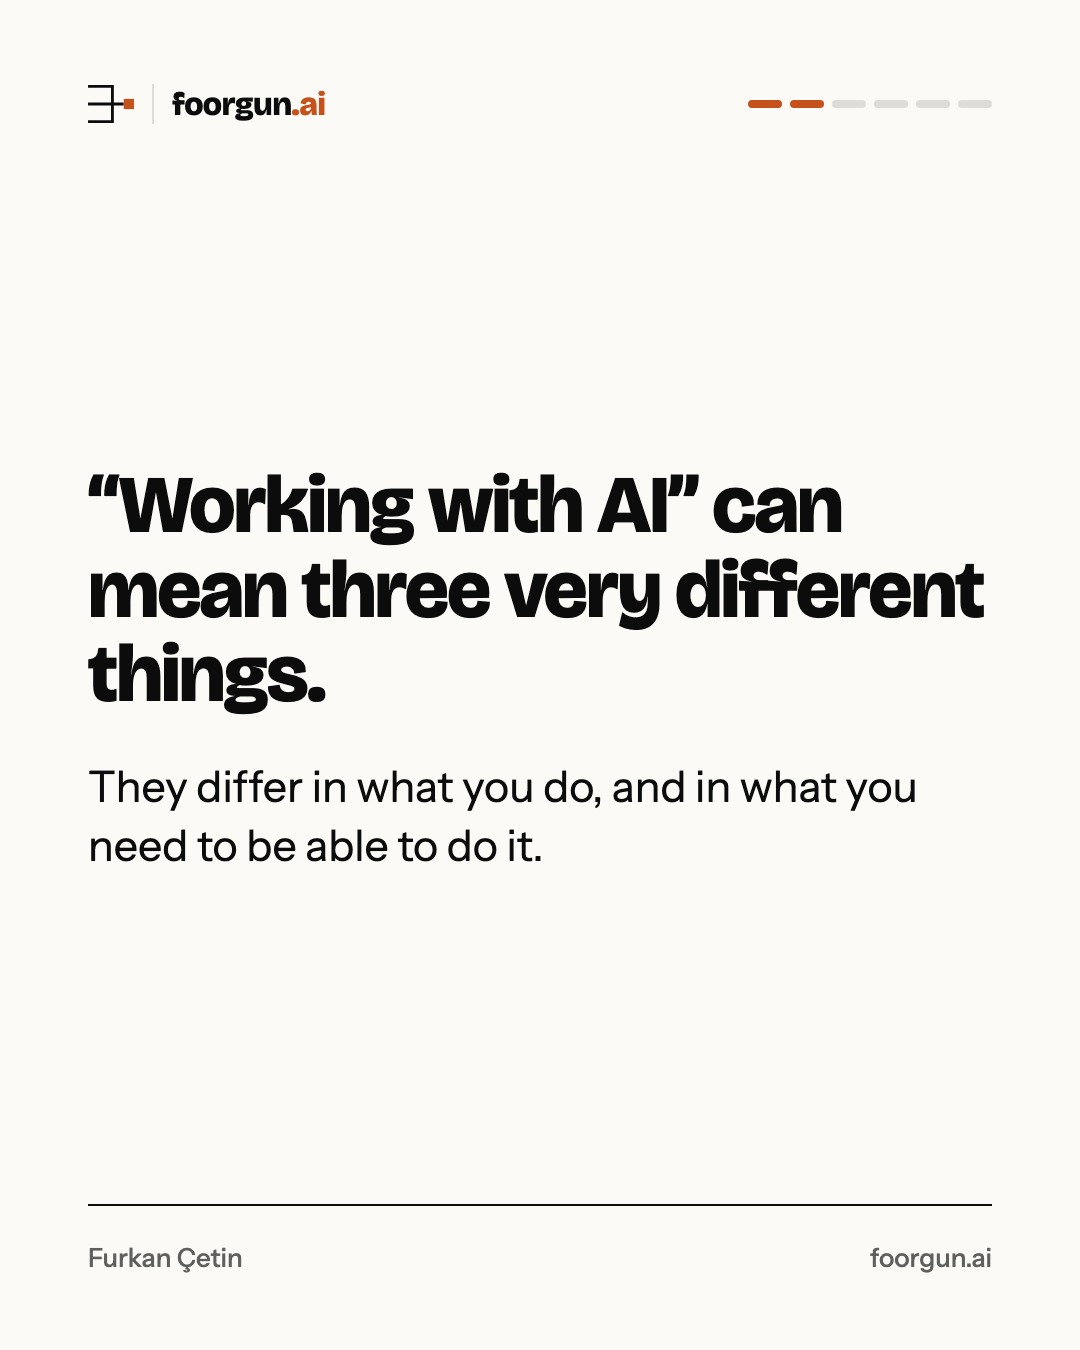 foorgun.ai
“Working with AI” can
mean three very different
things.
They differ in what you do, and in what you
need to be able to do it.
Furkan Çetin
foorgun.ai